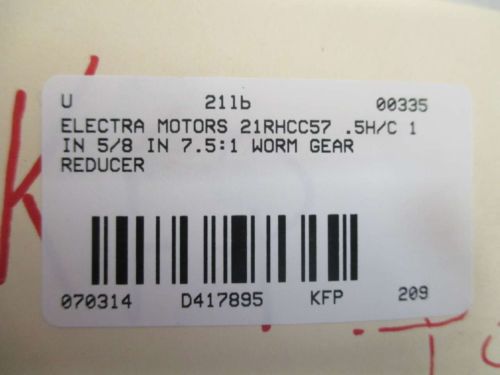 U 21lb 00335
ELECTRA MOTORS 21RHCC57 .5H/C 1
IN 5/8 IN 7.5:1 WORM GEAR
REDUCER
070314 D417895 KFP 209